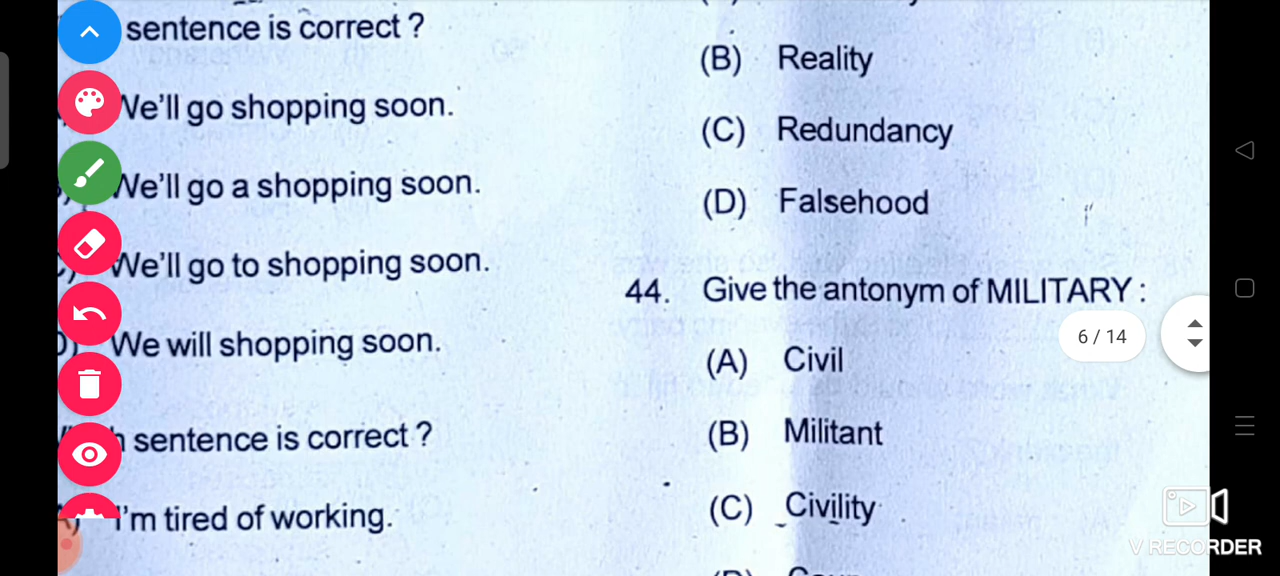 sentence is correct ?
We'll go shopping soon.
We'll go a shopping soon.
We'll go to shopping soon.
D) We will shopping soon.
sentence is correct ?
I'm tired of working.
(B) Reality
(C) Redundancy
(D) Falsehood
44. Give the antonym of MILITARY :
(A) Civil
(B) Militant
(C) Civility
(D)
6 / 14
V RECORDER